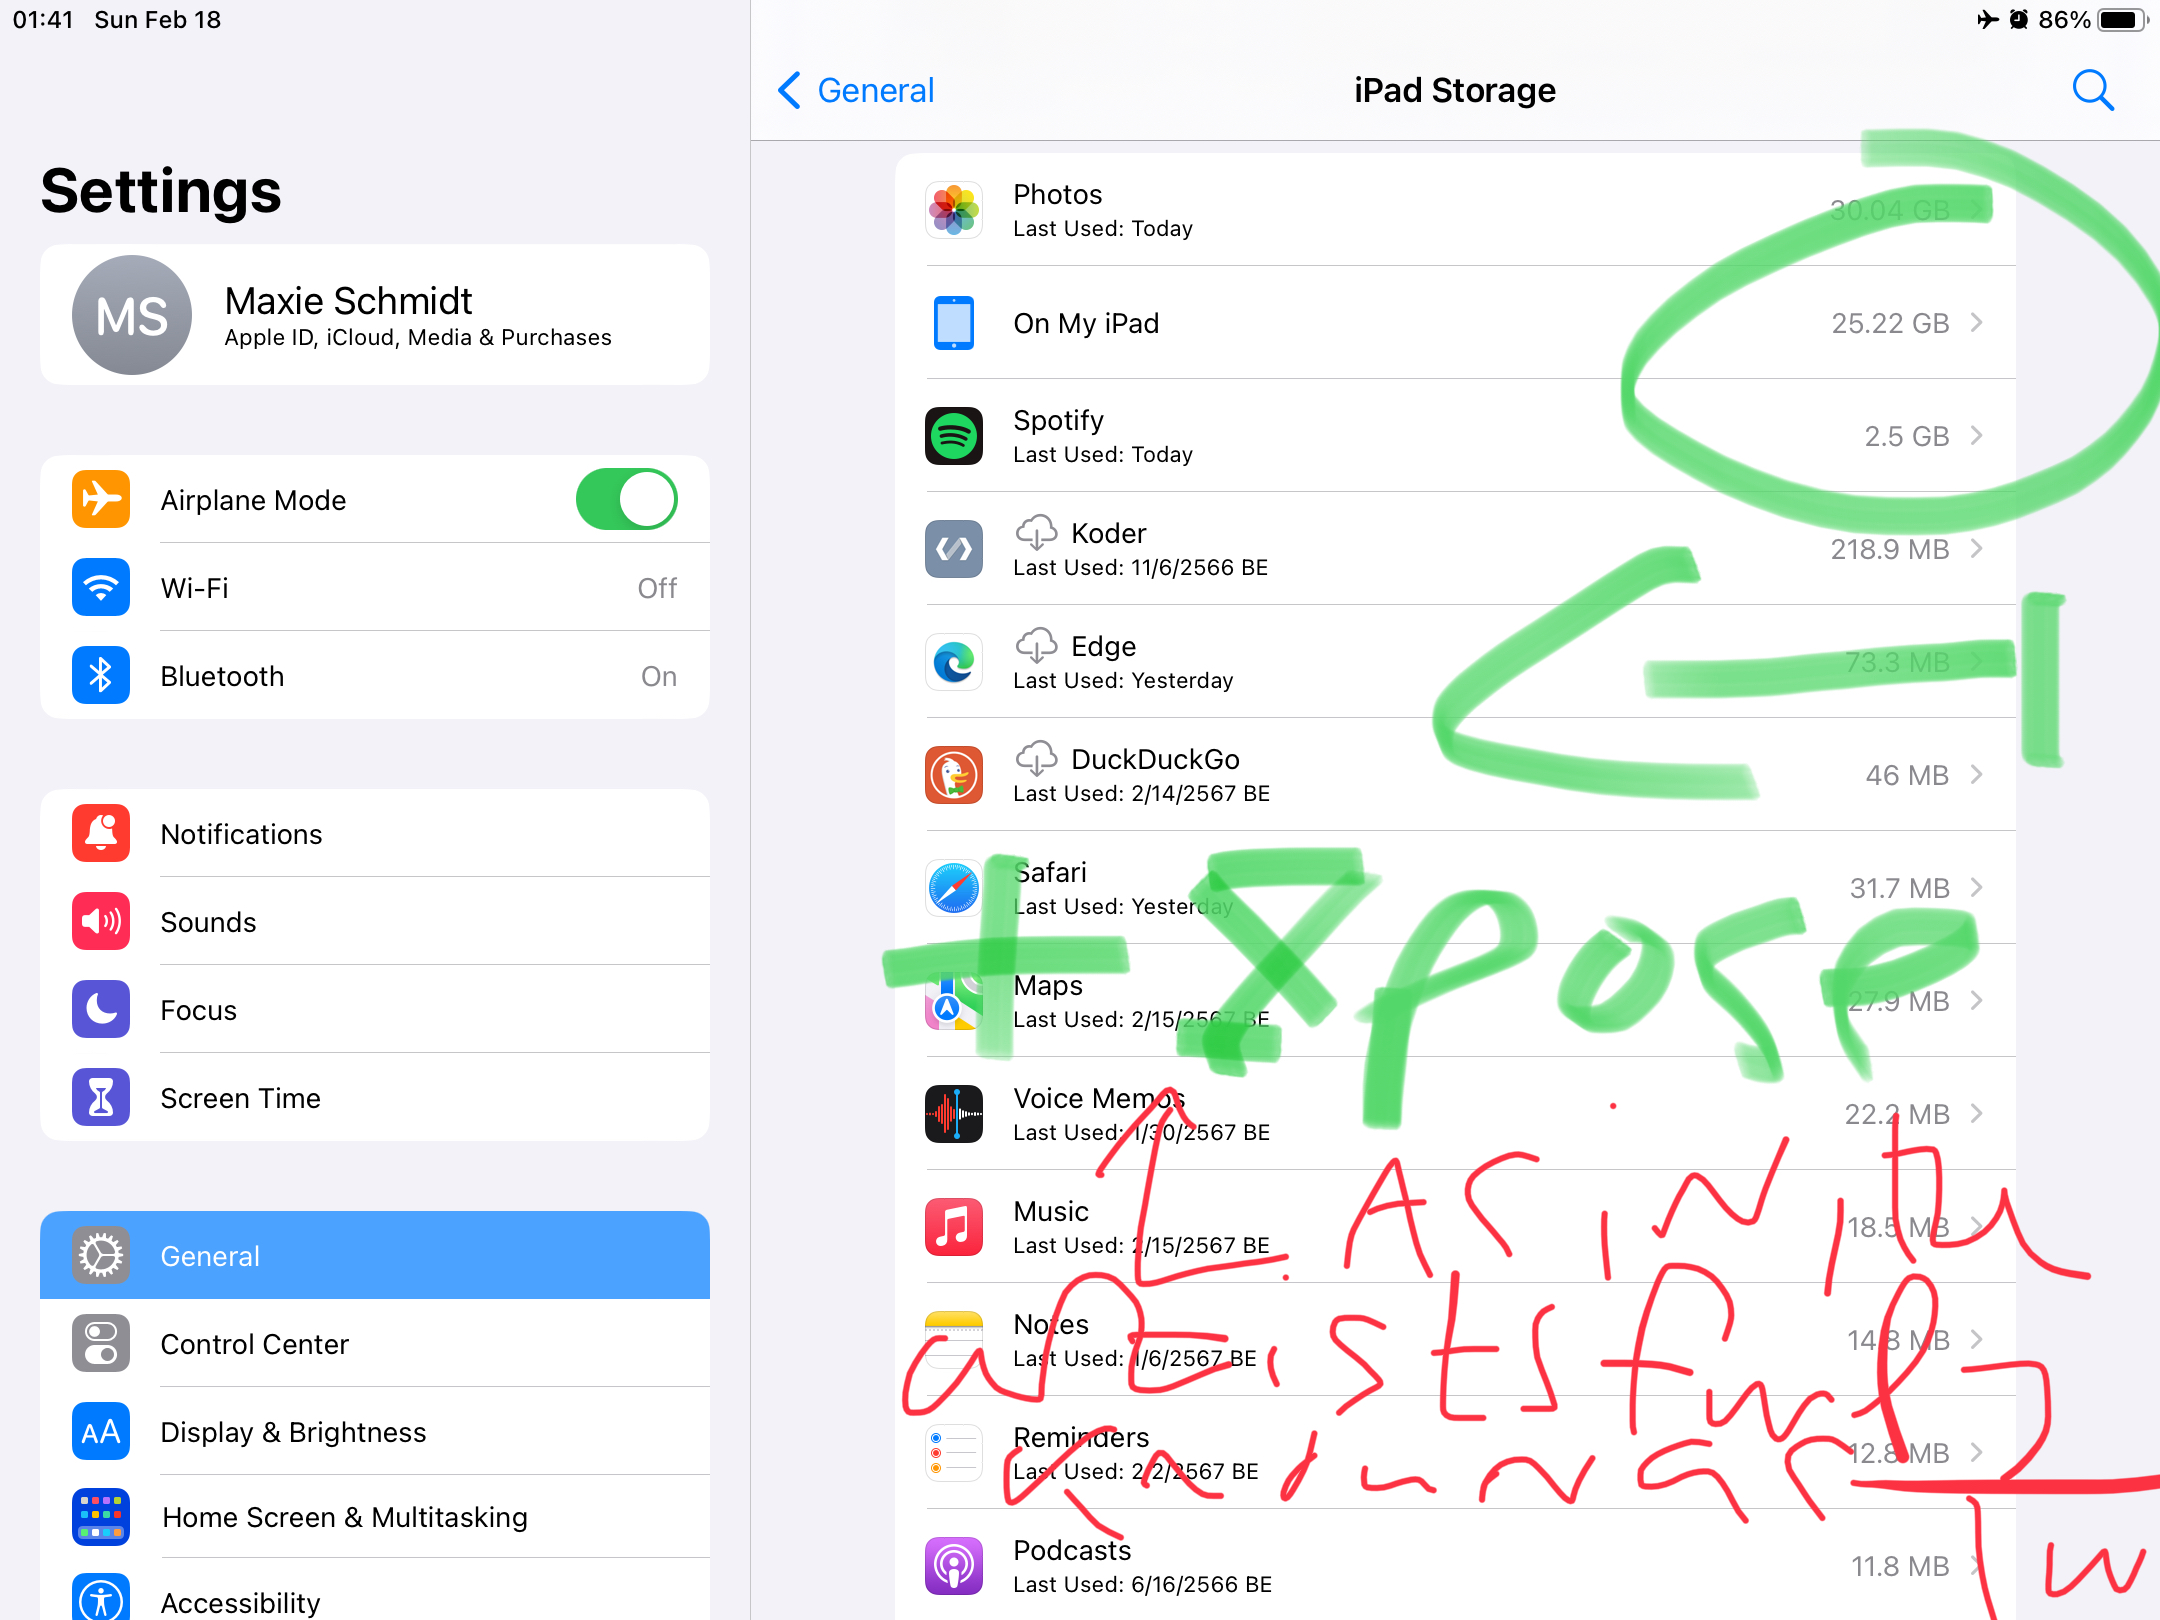 01:41 Sun Feb 18
86%
Settings
MS
Maxie Schmidt
Apple ID, iCloud, Media & Purchases
Airplane Mode
Wi-Fi Off
Bluetooth On
Notifications
Sounds
Focus
Screen Time
General
Control Center
AA Display & Brightness
Home Screen & Multitasking
Accessibility
General
iPad Storage
Photos 30.04 GB
Last Used: Today
On My iPad 25.22 GB
Spotify 2.5 GB
Last Used: Today
Koder 218.9 MB
Last Used: 11/6/2566 BE
Edge 73.3 MB
Last Used: Yesterday
DuckDuckGo 46 MB
Last Used: 2/14/2567 BE
Safari 31.7 MB
Last Used: Yesterday
Maps 27.9 MB
Last Used: 2/15/2567 BE
Voice Memos 22.2 MB
Last Used: 1/30/2567 BE
Music 18.5 MB
Last Used: 2/15/2567 BE
Notes 14.8 MB
Last Used: 1/6/2567 BE
Reminders 12.8 MB
Last Used: 2/2/2567 BE
Podcasts 11.8 MB
Last Used: 6/16/2566 BE
AS IN